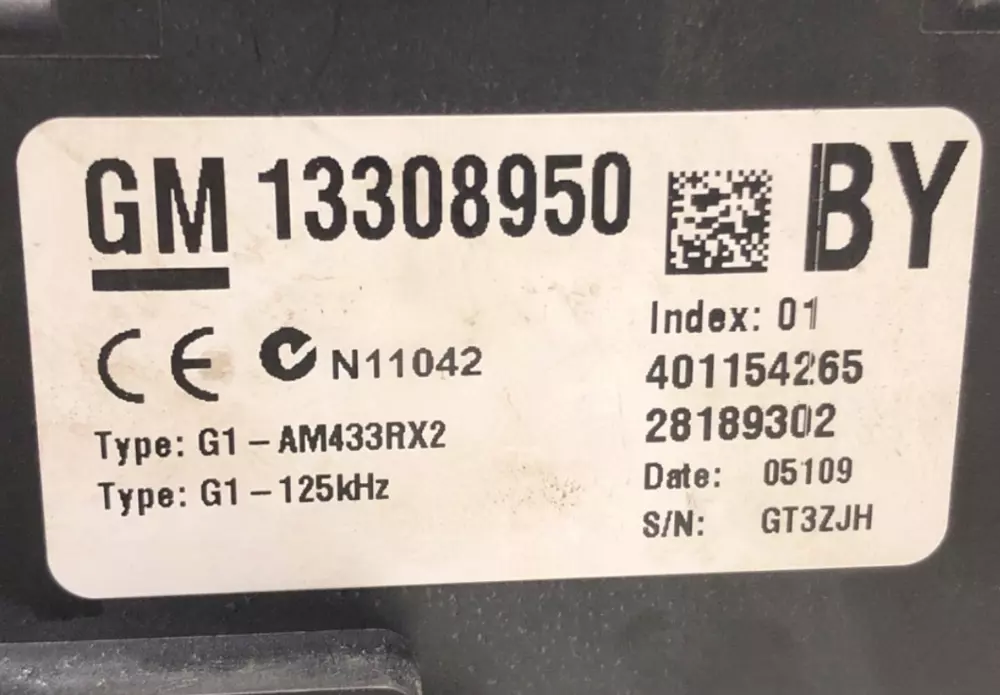 GM 13308950 BY
CE N11042
Type: G1-AM433RX2
Type: G1-125kHz
Index: 01
401154265
28189302
Date: 05109
S/N: GT3ZJH